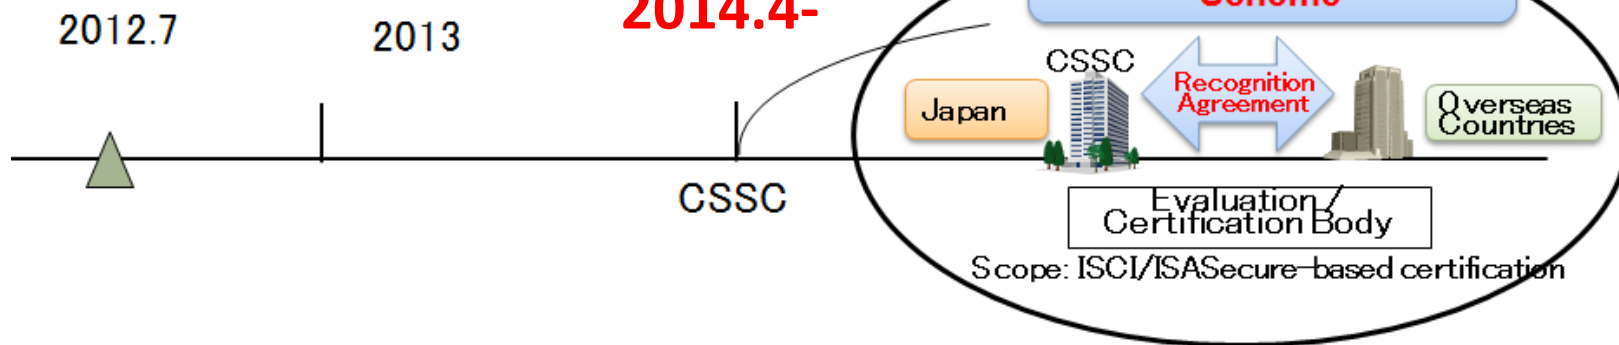 2012.7
2013
2014.4-
Scheme
CSSC
Japan
Recognition
Agreement
Overseas
Countries
CSSC
Evaluation /
Certification Body
Scope: ISCI/ISASecure-based certification